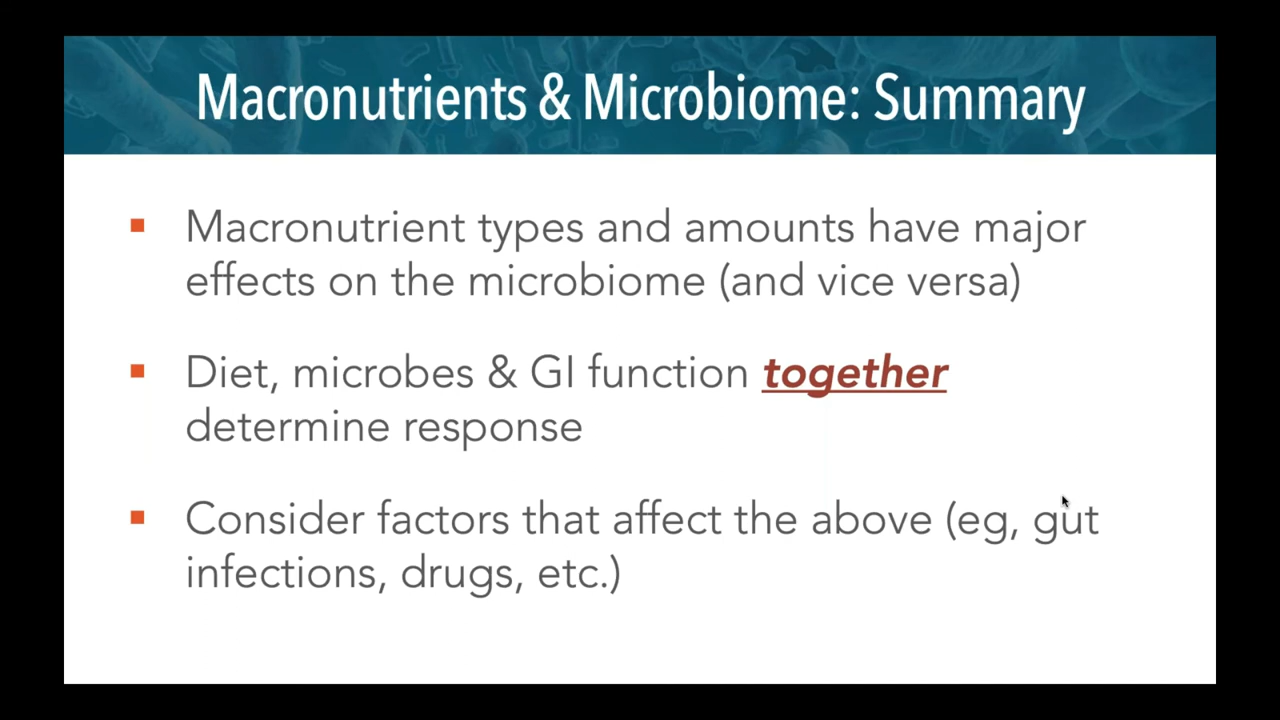 Macronutrients & Microbiome: Summary
Macronutrient types and amounts have major
effects on the microbiome (and vice versa)
Diet, microbes & GI function together
determine response
Consider factors that affect the above (eg, gut
infections, drugs, etc.)